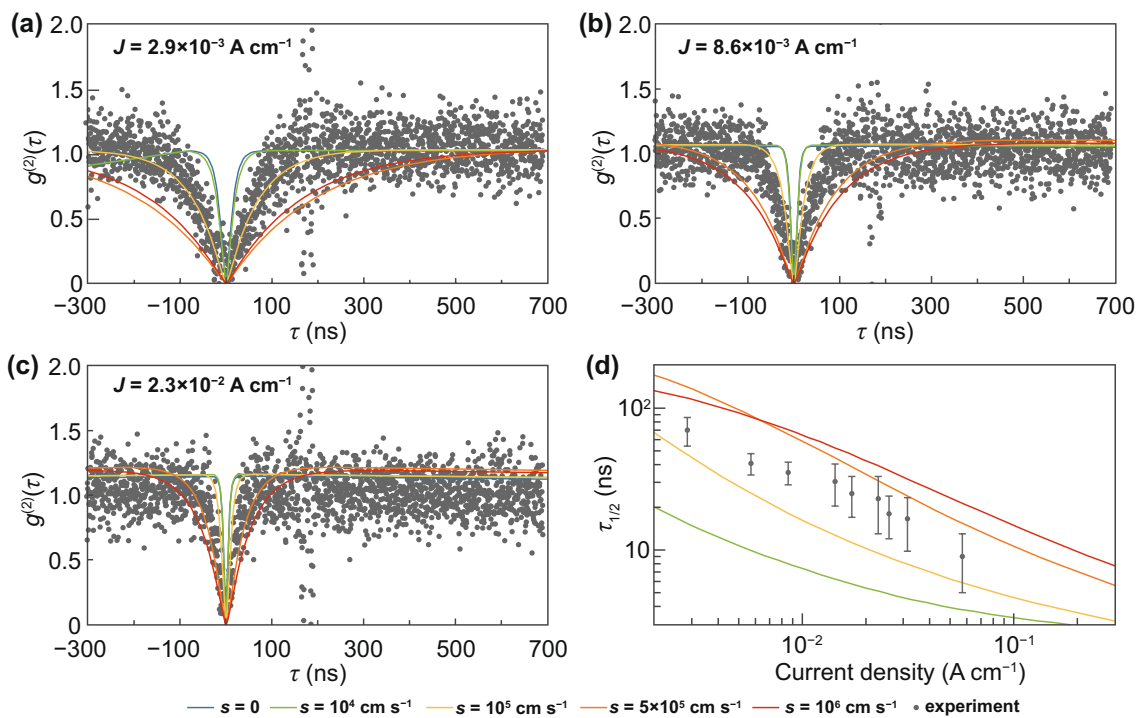 (a)
2.0
1.5
1.0
0.5
0
g⁽²⁾(τ)
J = 2.9×10⁻³ A cm⁻¹
−300 −100 100 300 500 700
τ (ns)
(b)
2.0
1.5
1.0
0.5
0
g⁽²⁾(τ)
J = 8.6×10⁻³ A cm⁻¹
−300 −100 100 300 500 700
τ (ns)
(c)
2.0
1.5
1.0
0.5
0
g⁽²⁾(τ)
J = 2.3×10⁻² A cm⁻¹
−300 −100 100 300 500 700
τ (ns)
(d)
10²
10
τ₁/₂ (ns)
10⁻² 10⁻¹
Current density (A cm⁻¹)
s = 0 s = 10⁴ cm s⁻¹ s = 10⁵ cm s⁻¹ s = 5×10⁵ cm s⁻¹ s = 10⁶ cm s⁻¹ experiment